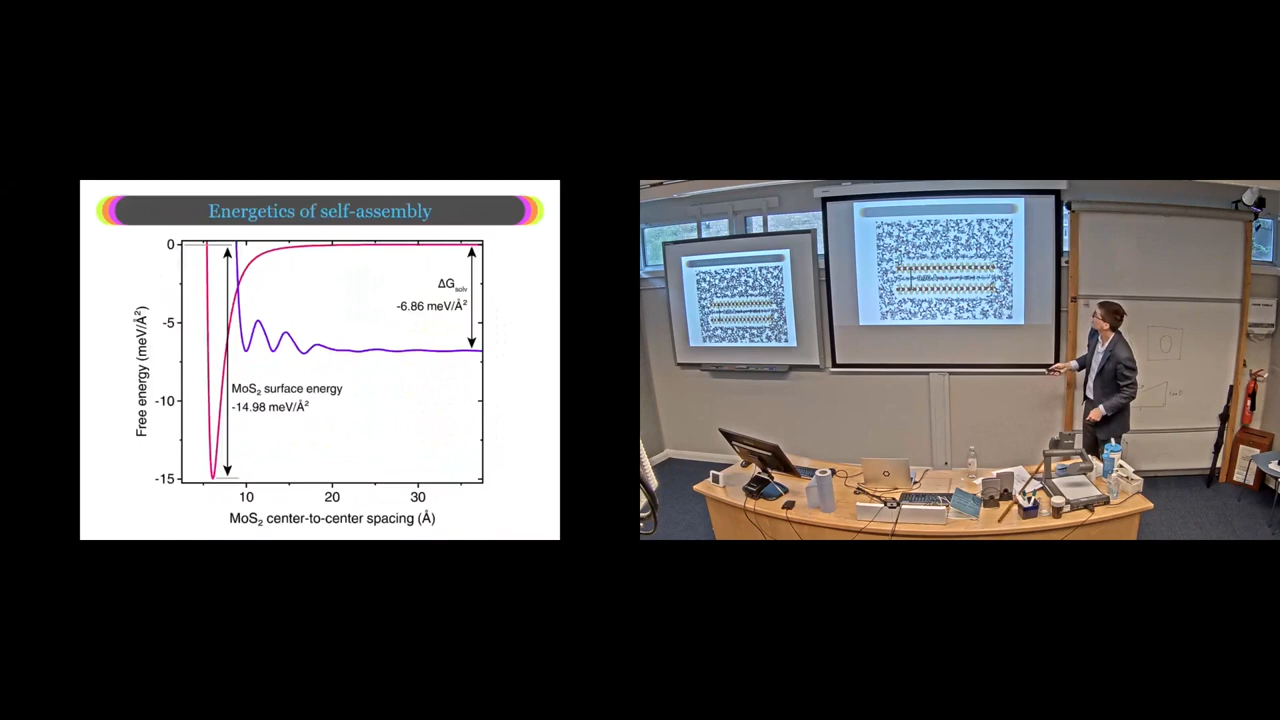 Energetics of self-assembly
0
-5
-10
-15
Free energy (meV/Å²)
ΔG_solv
-6.86 meV/Å²
MoS₂ surface energy
-14.98 meV/Å²
10
20
30
MoS₂ center-to-center spacing (Å)